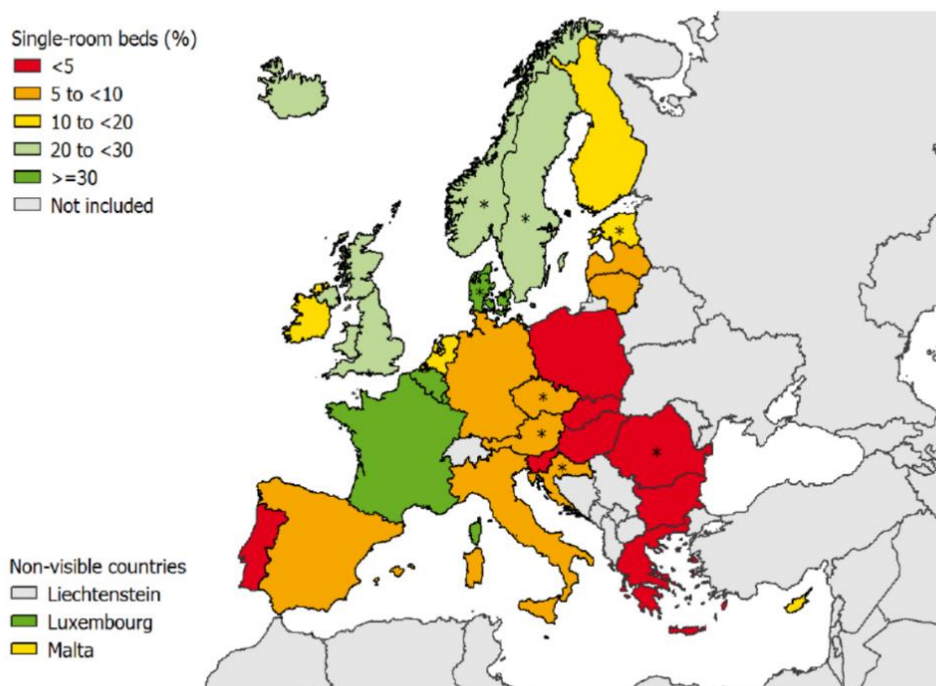 Single-room beds (%)
<5
5 to <10
10 to <20
20 to <30
>=30
Not included
* * * * * * * *
Non-visible countries
Liechtenstein
Luxembourg
Malta